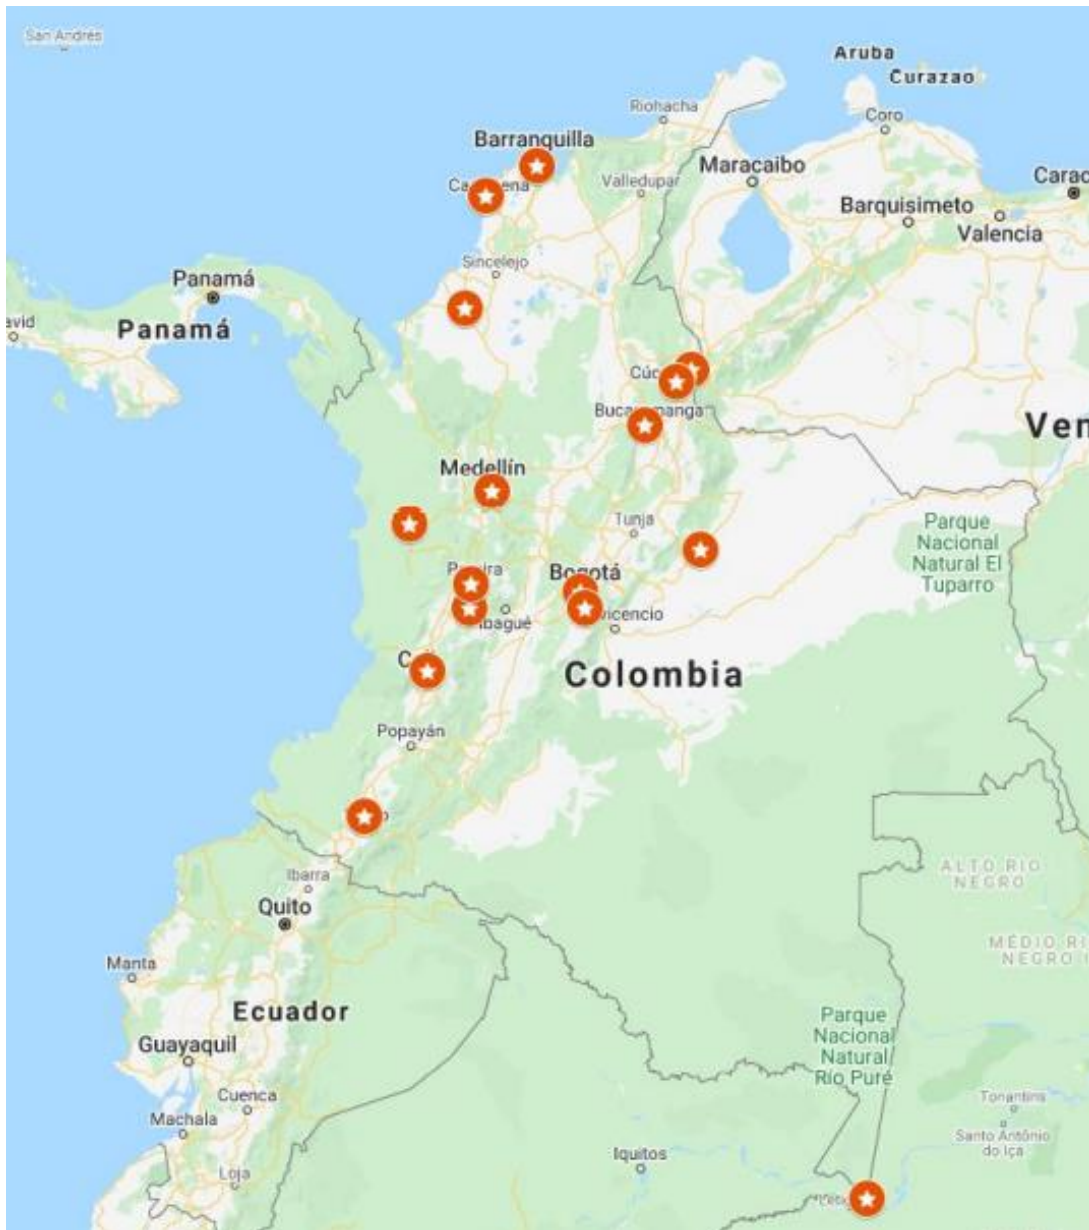 San Andrés
Aruba
Curazao
Riohacha
Coro
Barranquilla
Maracaibo
Valledupar
Barquisimeto
Valencia
Sincelejo
Panamá
Panamá
Medellín
Tunja
Parque
Nacional
Natural El
Tuparro
Bogotá
Ibagué
Colombia
Popayán
Ibarra
Quito
ALTO RIO
NEGRO
Manta
Ecuador
Parque
Nacional
Natural
Río Puré
Guayaquil
Cuenca
Machala
Tonantins
Santo Antônio
do Içá
Iquitos
Loja